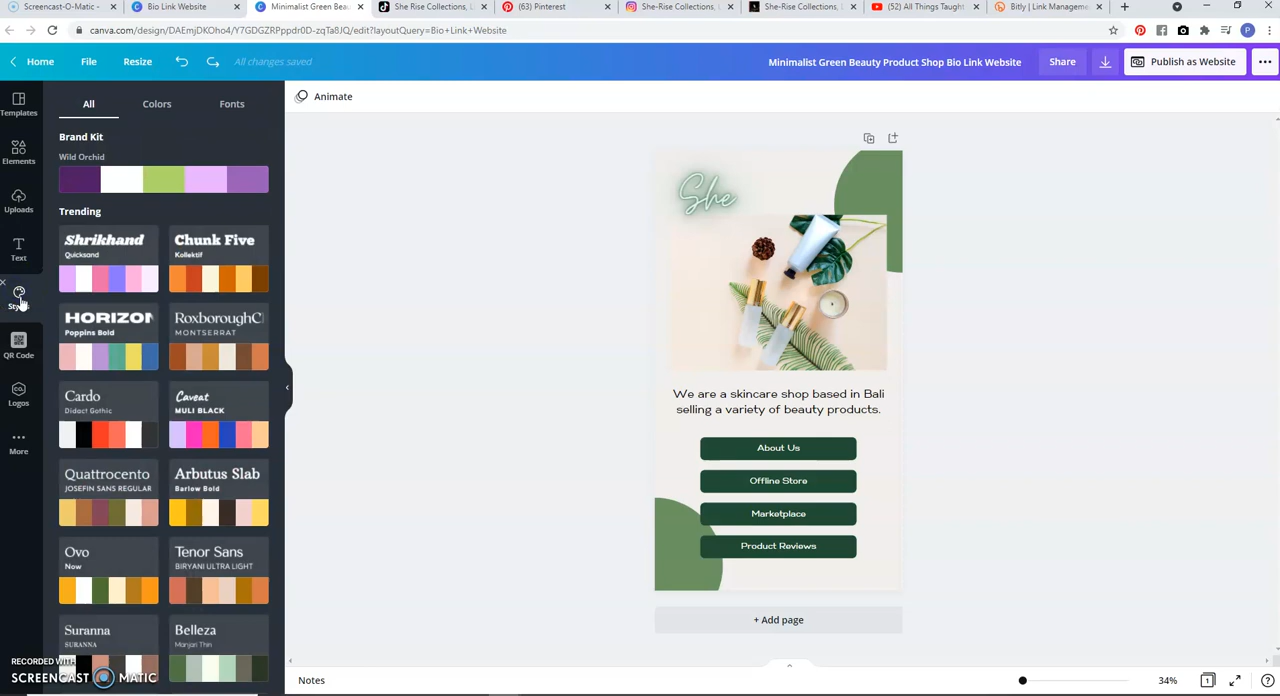 Screencast-O-Matic -
Bio Link Website
Minimalist Green Beau
She Rise Collections, L
(63) Pinterest
She-Rise Collections,
She-Rise Collections, L
(52) All Things Taught
Bitly | Link Manageme
canva.com/design/DAEmjDKOho4/Y7GDGZRPppdr0D-zqTa8JQ/edit?layoutQuery=Bio+Link+Website
Home
File
Resize
All changes saved
Minimalist Green Beauty Product Shop Bio Link Website
Share
Publish as Website
Templates
Elements
Uploads
Text
QR Code
Logos
More
All
Colors
Fonts
Animate
Brand Kit
Wild Orchid
Trending
Shrikhand
Quicksand
Chunk Five
Kollektif
HORIZON
Poppins Bold
RoxboroughC
MONTSERRAT
Cardo
Didact Gothic
Caveat
MULI BLACK
Quattrocento
JOSEFIN SANS REGULAR
Arbutus Slab
Barlow Bold
Ovo
Now
Tenor Sans
BIRYANI ULTRA LIGHT
Suranna
SURANNA
Belleza
Manjari Thin
She
We are a skincare shop based in Bali
selling a variety of beauty products.
About Us
Offline Store
Marketplace
Product Reviews
+ Add page
Notes
34%
1
RECORDED WITH
SCREENCAST MATIC